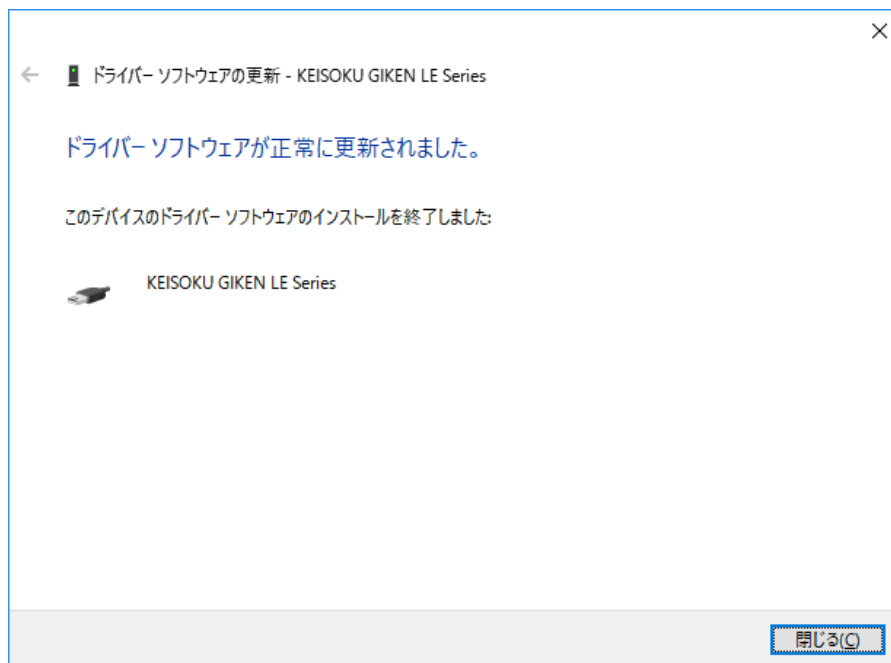 ドライバー ソフトウェアの更新 - KEISOKU GIKEN LE Series
ドライバー ソフトウェアが正常に更新されました。
このデバイスのドライバー ソフトウェアのインストールを終了しました:
KEISOKU GIKEN LE Series
閉じる(C)